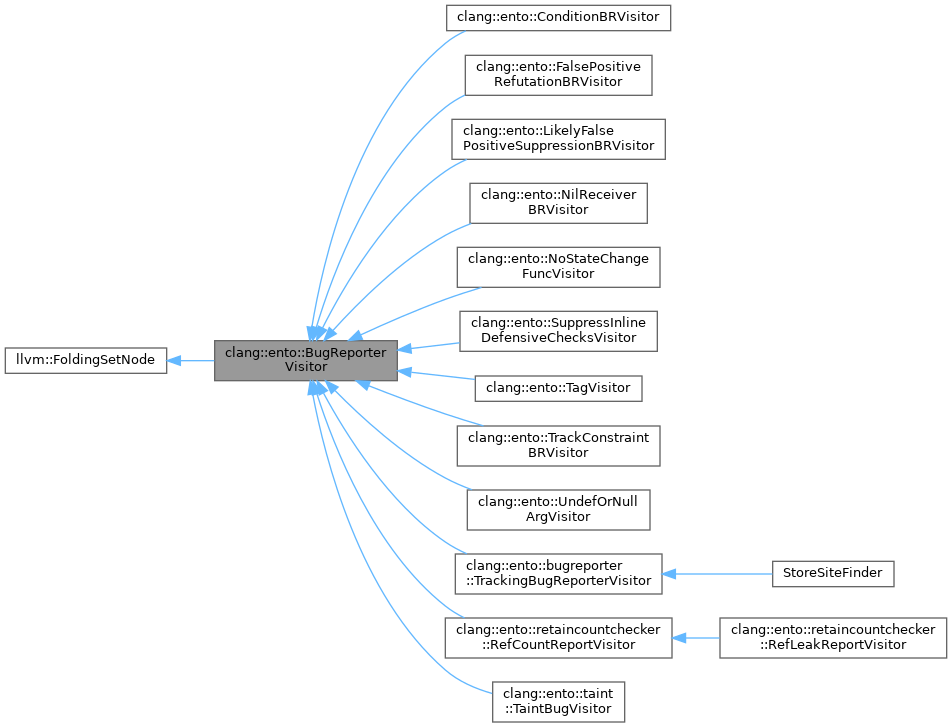 clang::ento::ConditionBRVisitor
clang::ento::FalsePositive
RefutationBRVisitor
clang::ento::LikelyFalse
PositiveSuppressionBRVisitor
clang::ento::NilReceiver
BRVisitor
clang::ento::NoStateChange
FuncVisitor
clang::ento::SuppressInline
DefensiveChecksVisitor
llvm::FoldingSetNode
clang::ento::BugReporter
Visitor
clang::ento::TagVisitor
clang::ento::TrackConstraint
BRVisitor
clang::ento::UndefOrNull
ArgVisitor
clang::ento::bugreporter
::TrackingBugReporterVisitor
StoreSiteFinder
clang::ento::retaincountchecker
::RefCountReportVisitor
clang::ento::retaincountchecker
::RefLeakReportVisitor
clang::ento::taint
::TaintBugVisitor